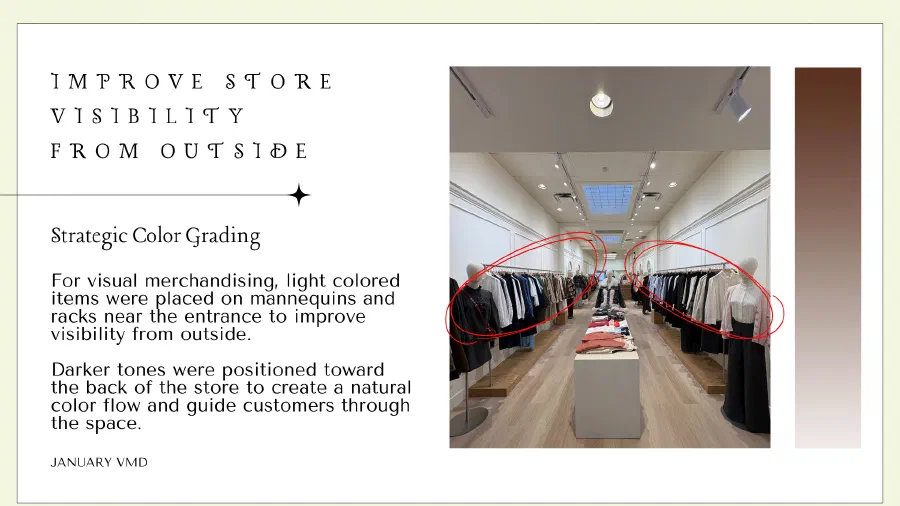 IMPROVE STORE
VISIBILITY
FROM OUTSIDE
Strategic Color Grading
For visual merchandising, light colored
items were placed on mannequins and
racks near the entrance to improve
visibility from outside.
Darker tones were positioned toward
the back of the store to create a natural
color flow and guide customers through
the space.
JANUARY VMD